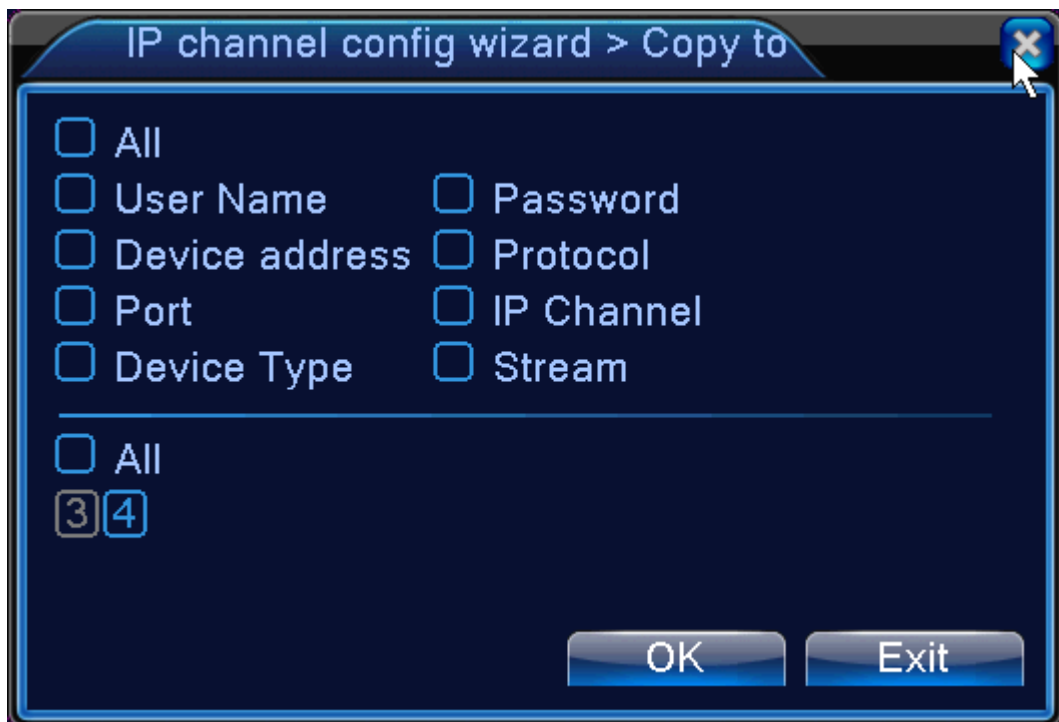 IP channel config wizard > Copy to
All
User Name Password
Device address Protocol
Port IP Channel
Device Type Stream
All
3 4
OK Exit